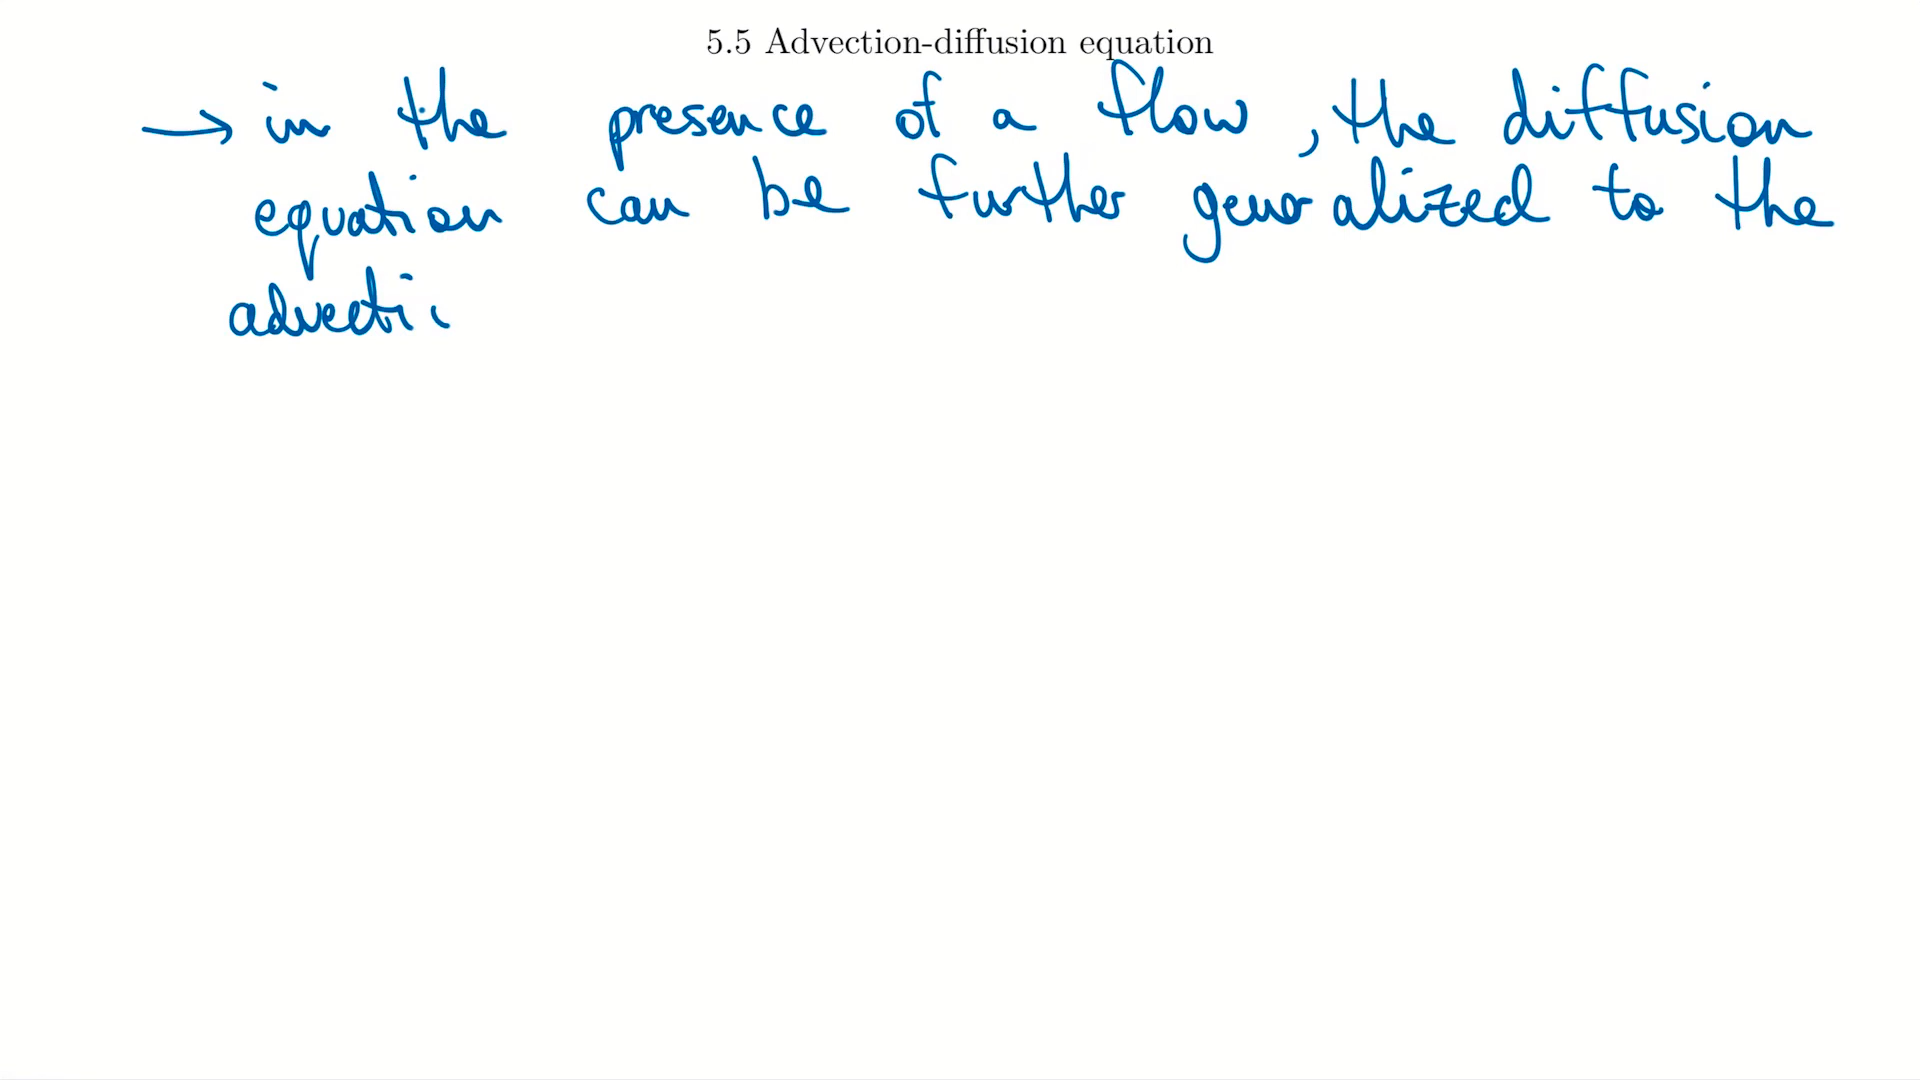 5.5 Advection-diffusion equation
→ in the presence of a flow, the diffusion
equation can be further generalized to the
advecti